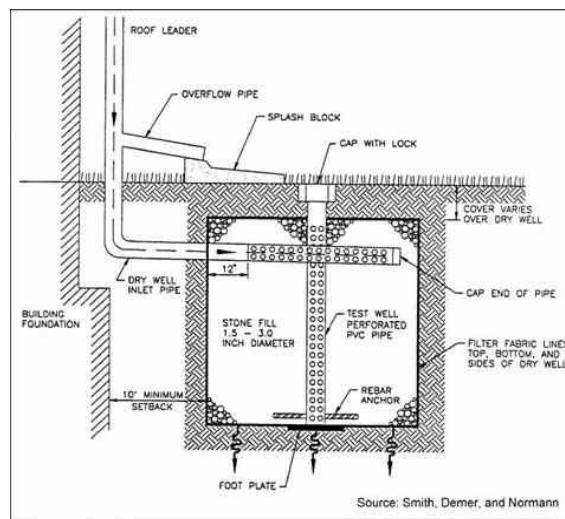 ROOF LEADER
OVERFLOW PIPE
SPLASH BLOCK
CAP WITH LOCK
COVER VARIES
OVER DRY WELL
12"
DRY WELL
INLET PIPE
CAP END OF PIPE
BUILDING
FOUNDATION
STONE FILL
1.5 - 3.0
INCH DIAMETER
TEST WELL
PERFORATED
PVC PIPE
FILTER FABRIC LINES
TOP, BOTTOM, AND
SIDES OF DRY WELL
10' MINIMUM
SETBACK
REBAR
ANCHOR
FOOT PLATE
Source: Smith, Demer, and Normann